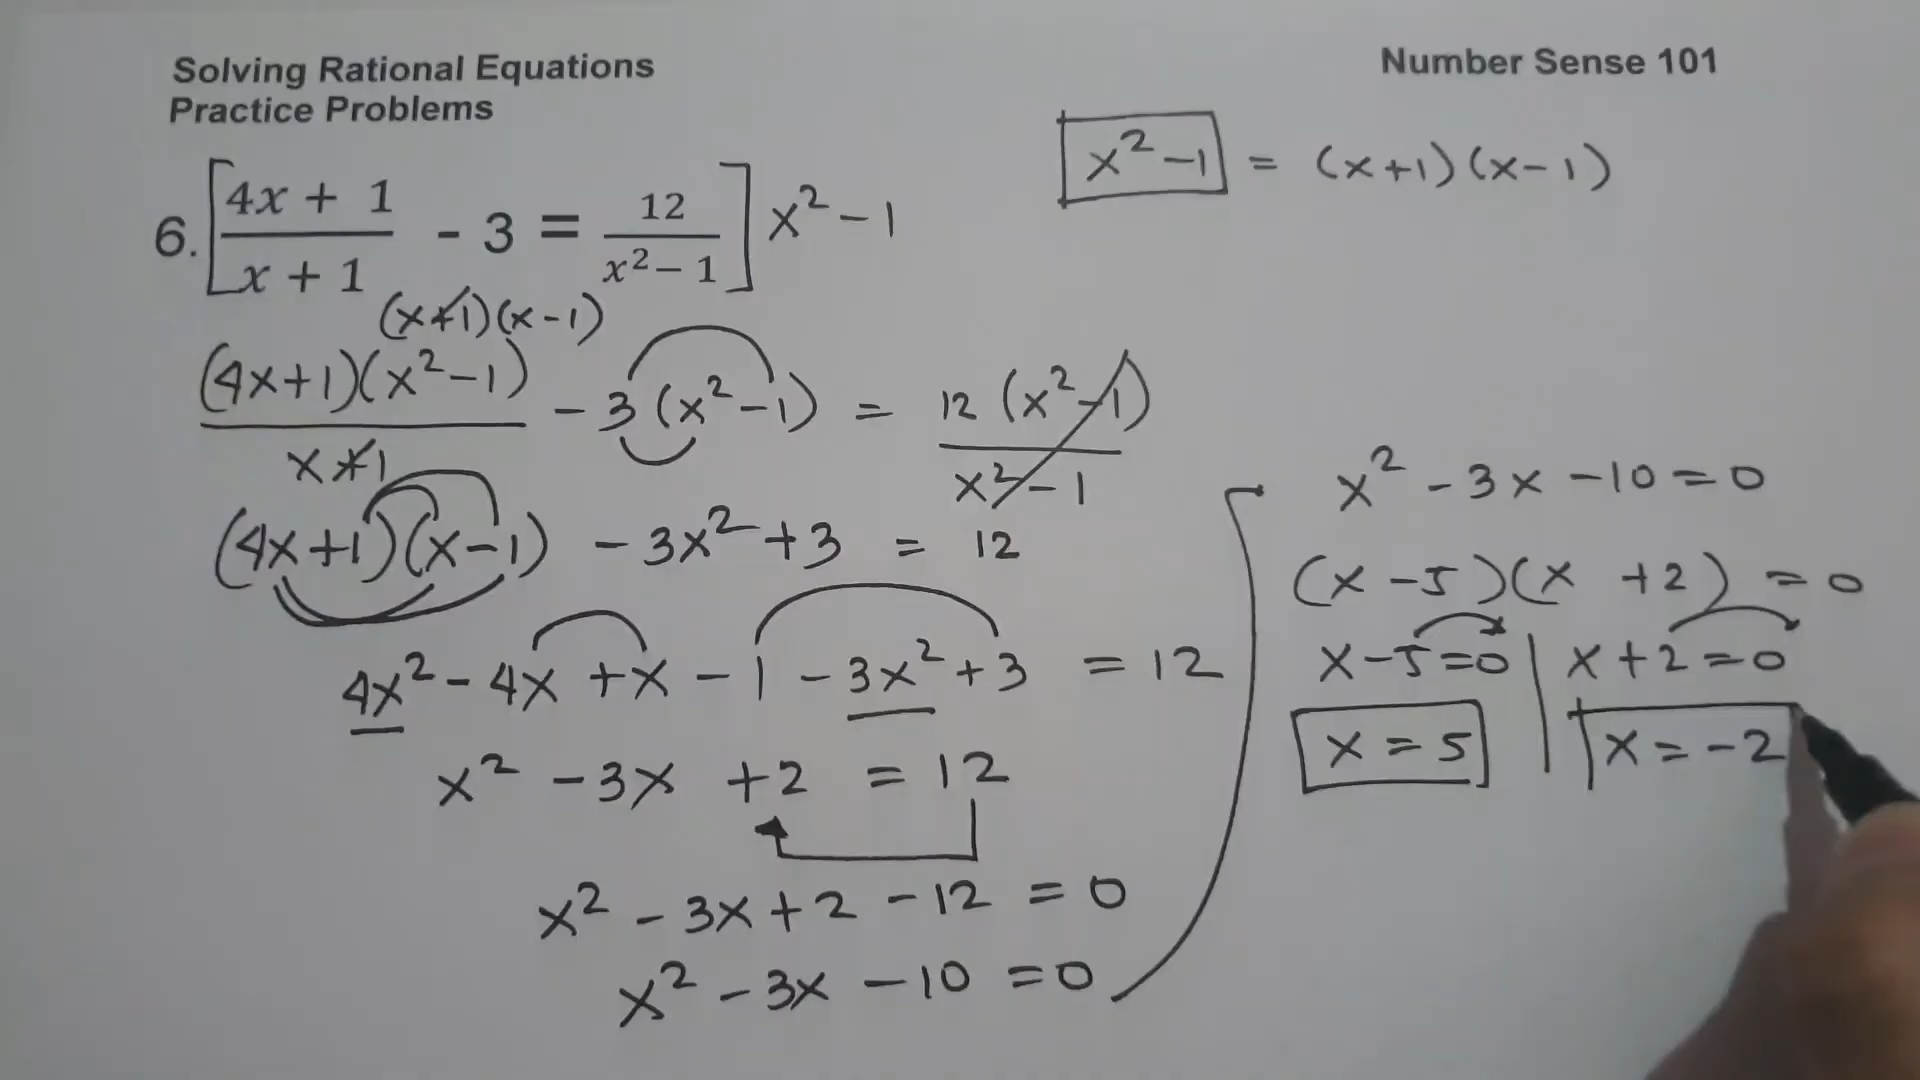 Solving Rational Equations
Practice Problems
Number Sense 101
x² - 1 = (x+1)(x-1)
6. [4x + 1 / x + 1 - 3 = 12 / x² - 1] x² - 1
(x+1)(x-1)
(4x+1)(x²-1) / x+1 - 3(x²-1) = 12(x²-1) / x²-1
(4x+1)(x-1) - 3x² + 3 = 12
4x² - 4x + x - 1 - 3x² + 3 = 12
x² - 3x + 2 = 12
x² - 3x + 2 - 12 = 0
x² - 3x - 10 = 0
x² - 3x - 10 = 0
(x - 5)(x + 2) = 0
x - 5 = 0 | x + 2 = 0
x = 5 | x = -2